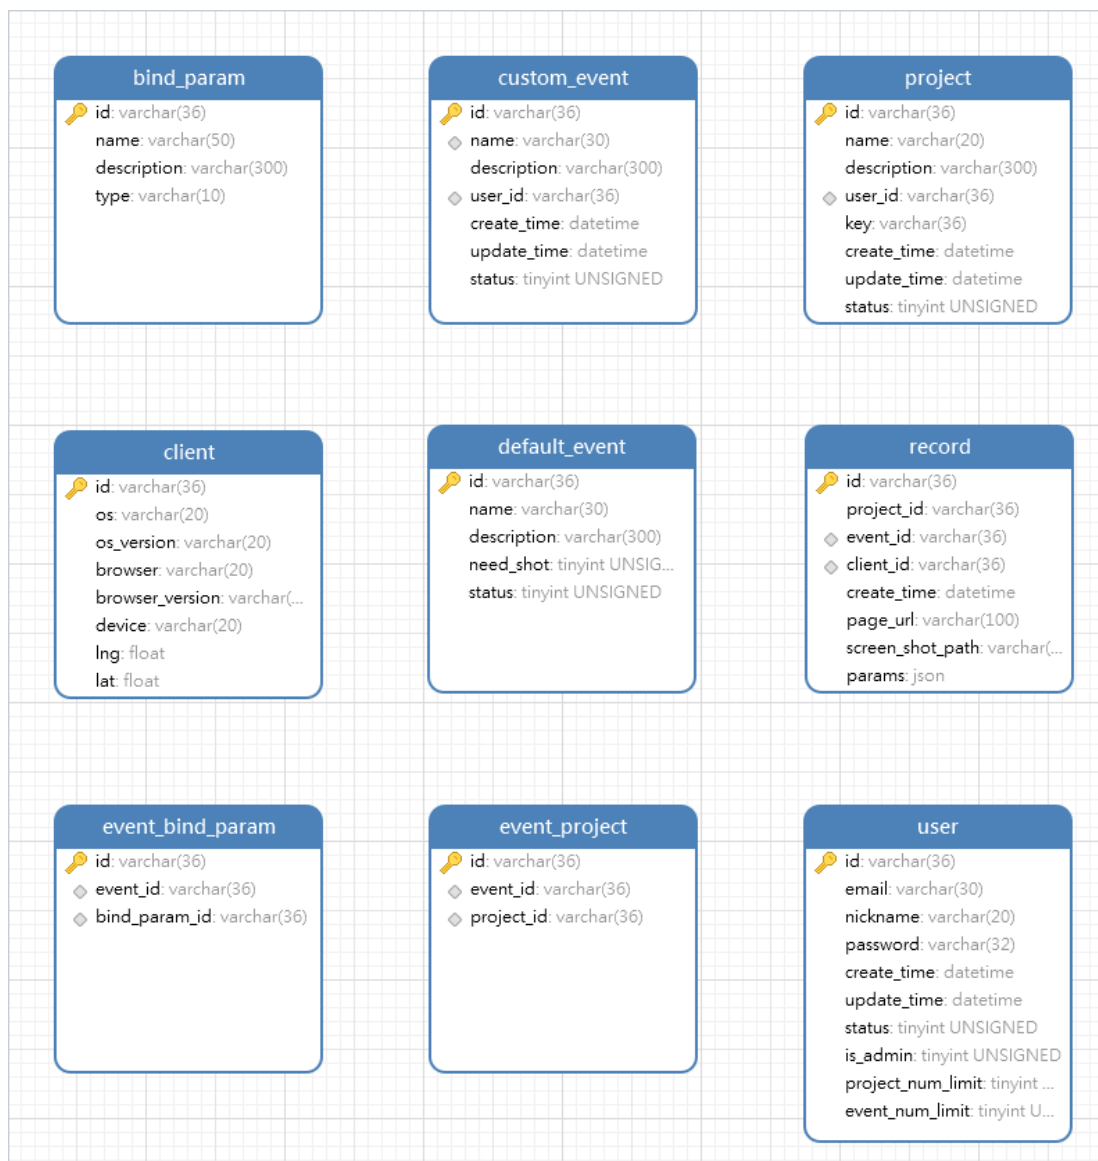 bind_param
id: varchar(36)
name: varchar(50)
description: varchar(300)
type: varchar(10)
custom_event
id: varchar(36)
name: varchar(30)
description: varchar(300)
user_id: varchar(36)
create_time: datetime
update_time: datetime
status: tinyint UNSIGNED
project
id: varchar(36)
name: varchar(20)
description: varchar(300)
user_id: varchar(36)
key: varchar(36)
create_time: datetime
update_time: datetime
status: tinyint UNSIGNED
client
id: varchar(36)
os: varchar(20)
os_version: varchar(20)
browser: varchar(20)
browser_version: varchar(...
device: varchar(20)
lng: float
lat: float
default_event
id: varchar(36)
name: varchar(30)
description: varchar(300)
need_shot: tinyint UNSIG...
status: tinyint UNSIGNED
record
id: varchar(36)
project_id: varchar(36)
event_id: varchar(36)
client_id: varchar(36)
create_time: datetime
page_url: varchar(100)
screen_shot_path: varchar(...
params: json
event_bind_param
id: varchar(36)
event_id: varchar(36)
bind_param_id: varchar(36)
event_project
id: varchar(36)
event_id: varchar(36)
project_id: varchar(36)
user
id: varchar(36)
email: varchar(30)
nickname: varchar(20)
password: varchar(32)
create_time: datetime
update_time: datetime
status: tinyint UNSIGNED
is_admin: tinyint UNSIGNED
project_num_limit: tinyint ...
event_num_limit: tinyint U...